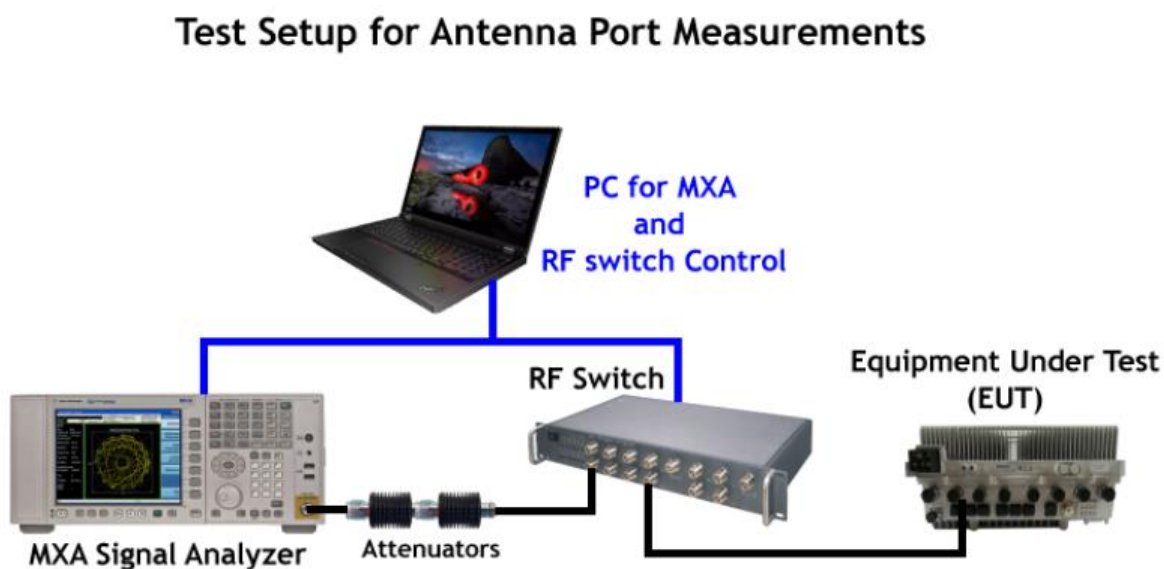 Test Setup for Antenna Port Measurements
PC for MXA
and
RF switch Control
RF Switch
Equipment Under Test
(EUT)
MXA Signal Analyzer
Attenuators